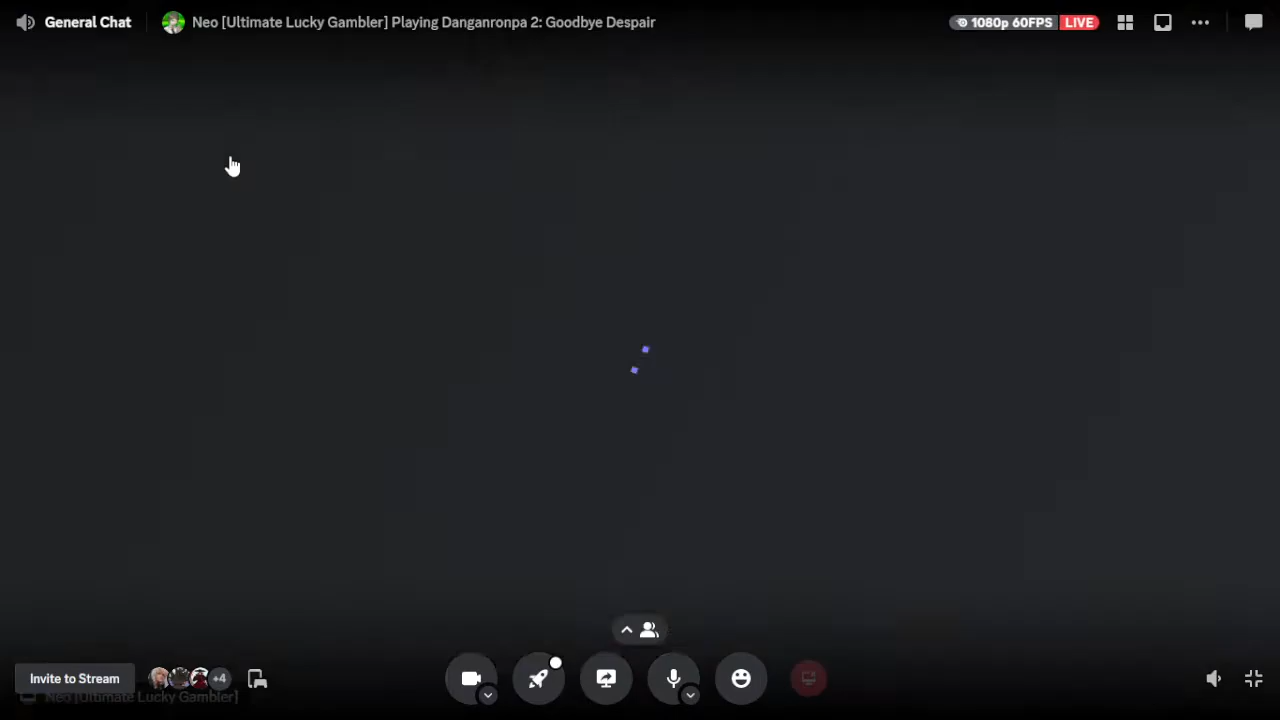 General Chat
Neo [Ultimate Lucky Gambler] Playing Danganronpa 2: Goodbye Despair
1080p 60FPS LIVE
Invite to Stream
+4
Neo [Ultimate Lucky Gambler]